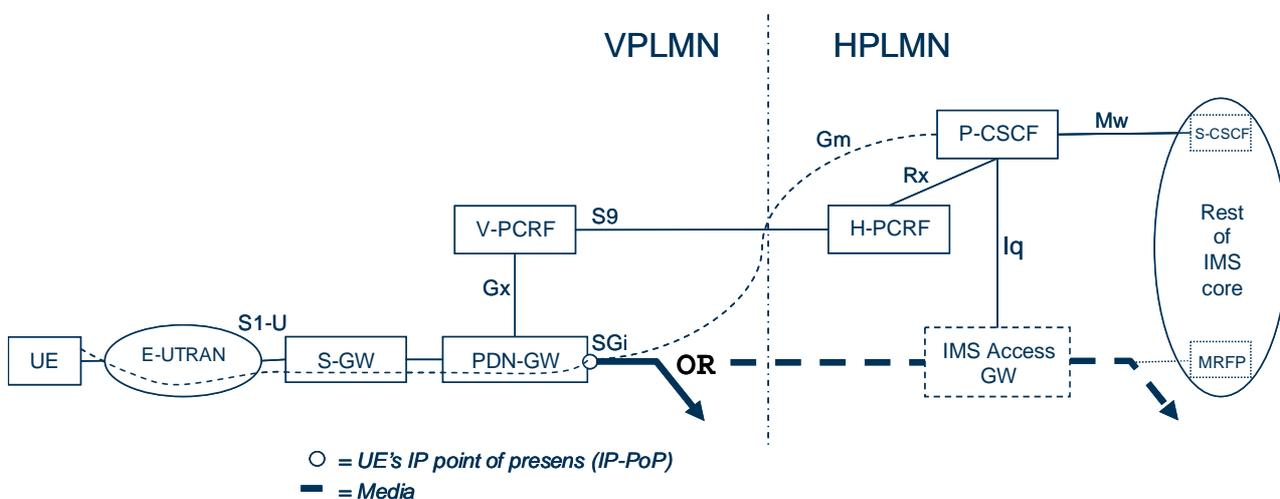 VPLMN
HPLMN
P-CSCF
Mw
S-CSCF
Gm
Rx
V-PCRF
S9
H-PCRF
Rest
of
IMS
core
Iq
Gx
S1-U
SGi
UE
E-UTRAN
S-GW
PDN-GW
OR
IMS Access
GW
MRFP
= UE's IP point of presens (IP-PoP)
= Media